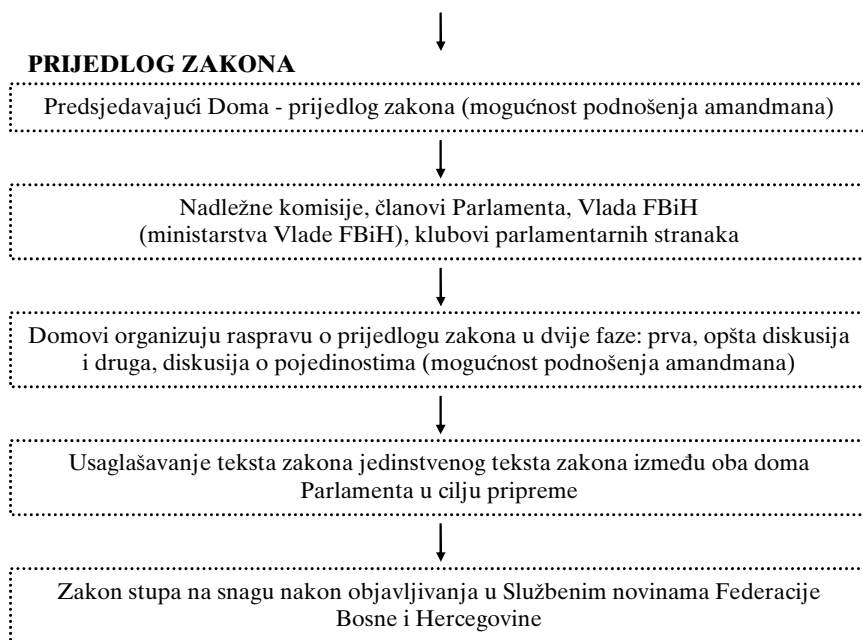 PRIJEDLOG ZAKONA
Predsjedavajući Doma - prijedlog zakona (mogućnost podnošenja amandmana)
Nadležne komisije, članovi Parlamenta, Vlada FBiH
(ministarstva Vlade FBiH), klubovi parlamentarnih stranaka
Domovi organizuju raspravu o prijedlogu zakona u dvije faze: prva, opšta diskusija
i druga, diskusija o pojedinostima (mogućnost podnošenja amandmana)
Usaglašavanje teksta zakona jedinstvenog teksta zakona između oba doma
Parlamenta u cilju pripreme
Zakon stupa na snagu nakon objavljivanja u Službenim novinama Federacije
Bosne i Hercegovine